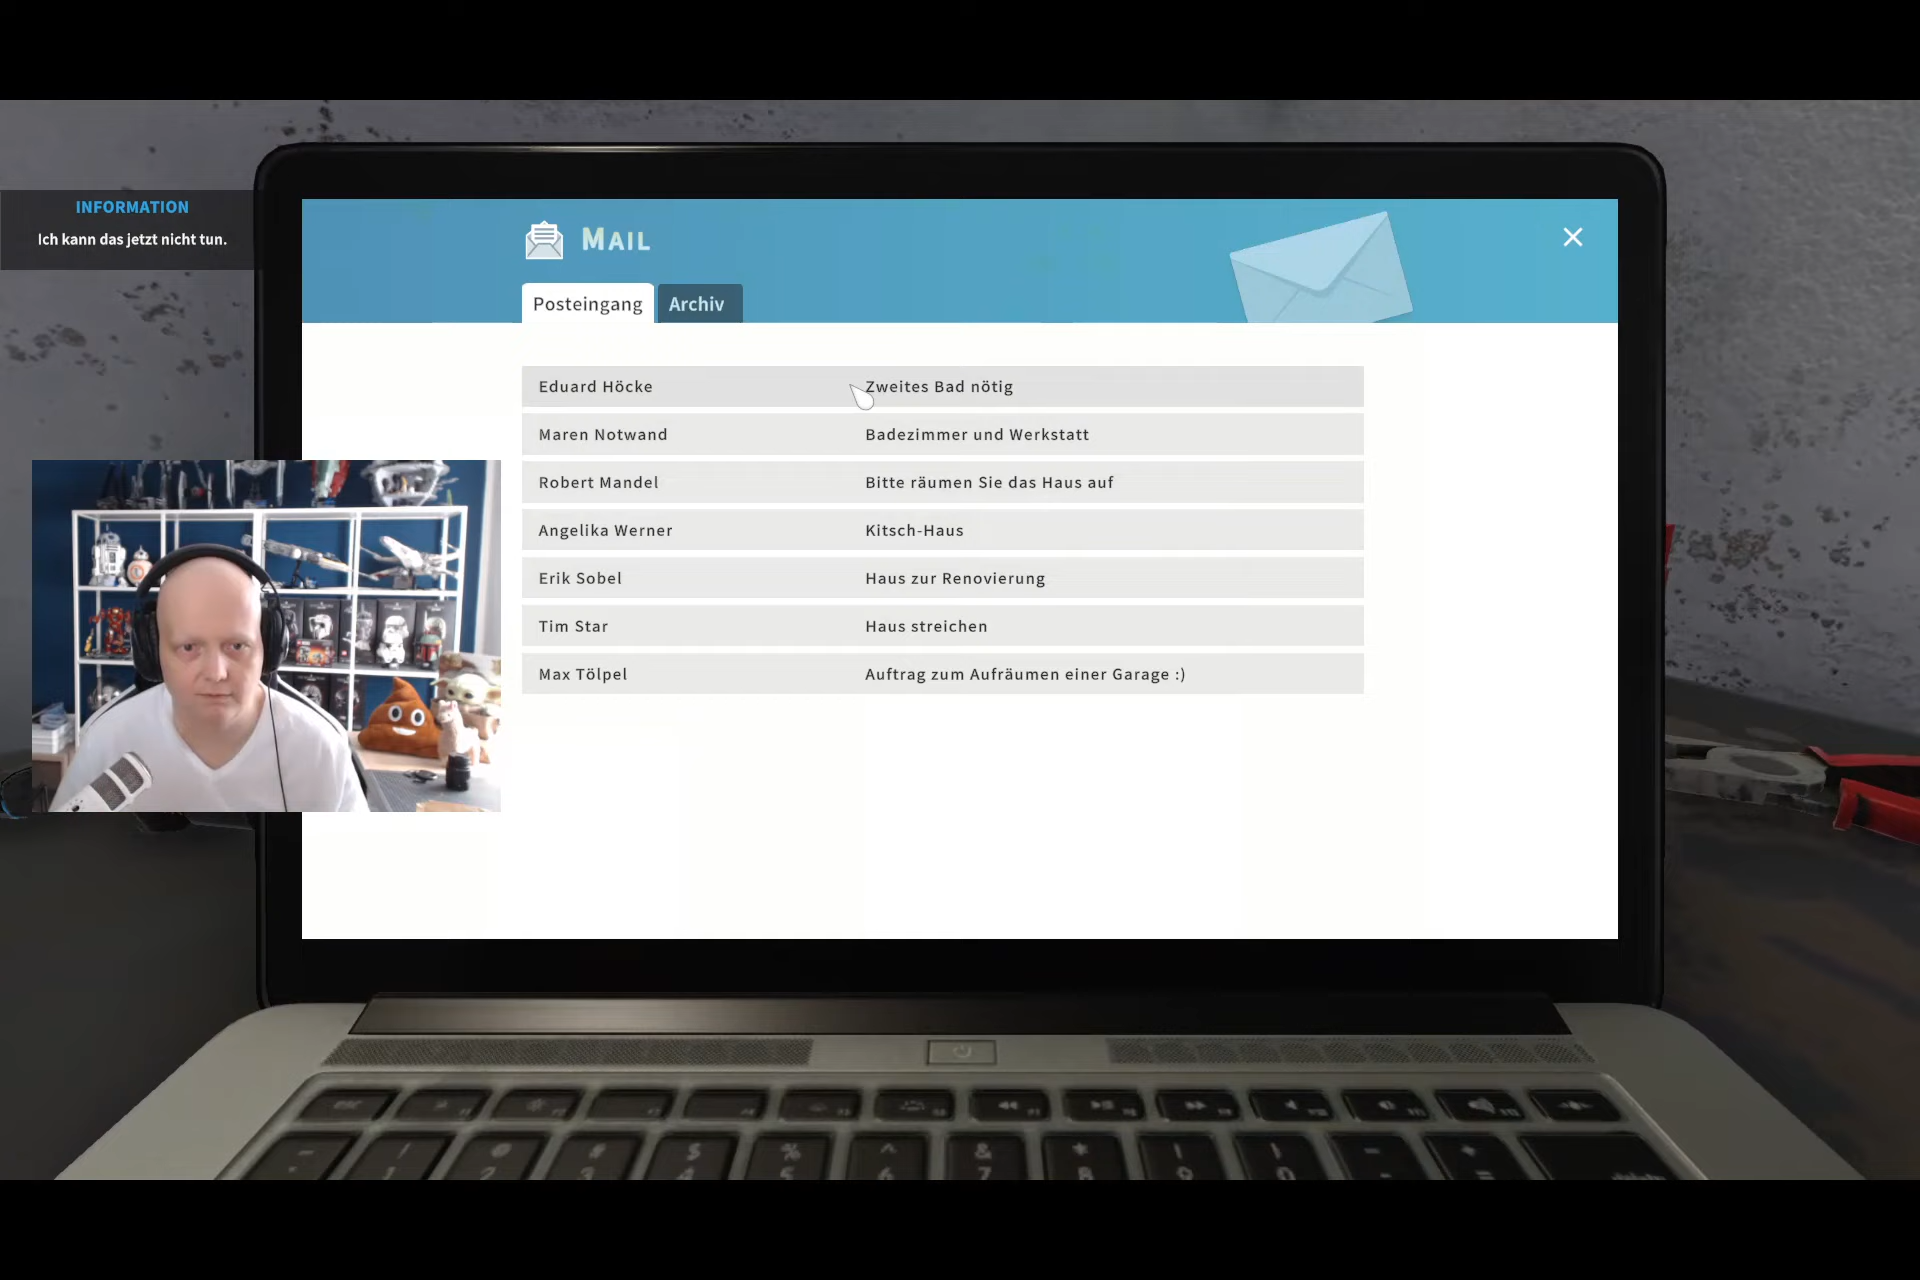 INFORMATION
Ich kann das jetzt nicht tun.
MAIL
Posteingang
Archiv
Eduard Höcke Zweites Bad nötig
Maren Notwand Badezimmer und Werkstatt
Robert Mandel Bitte räumen Sie das Haus auf
Angelika Werner Kitsch-Haus
Erik Sobel Haus zur Renovierung
Tim Star Haus streichen
Max Tölpel Auftrag zum Aufräumen einer Garage :)